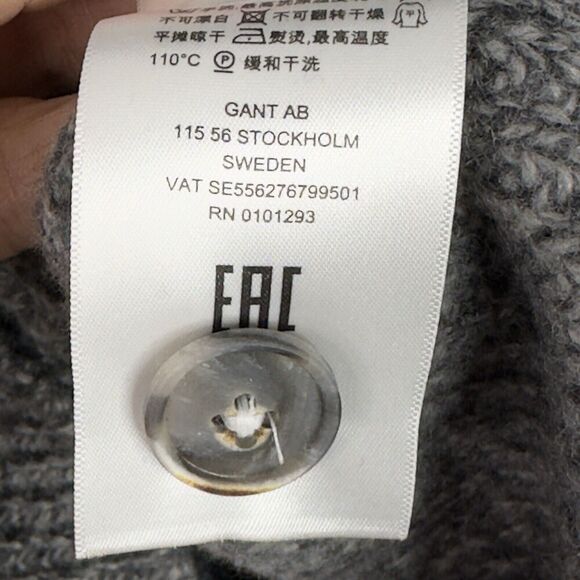 不可漂白 不可翻转干燥
平摊晾干 熨烫,最高温度
110°C Ⓟ 缓和干洗
GANT AB
115 56 STOCKHOLM
SWEDEN
VAT SE556276799501
RN 0101293
EAC